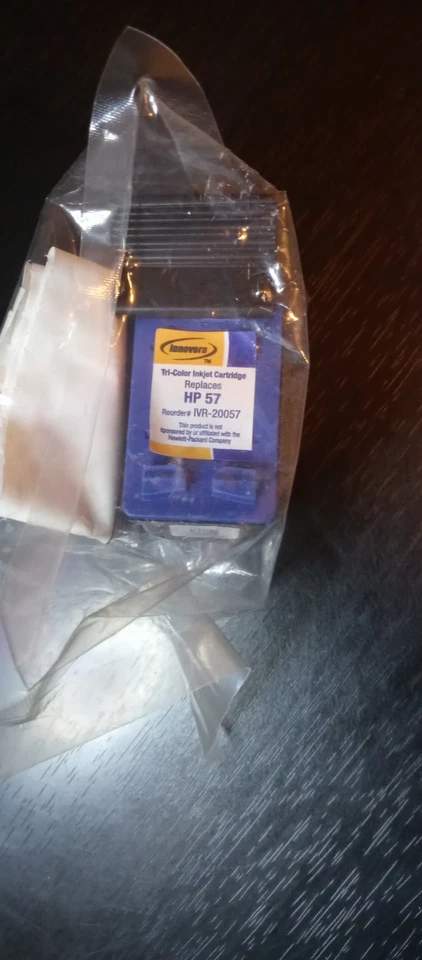 innovera
TM
Tri-Color Inkjet Cartridge
Replaces
HP 57
Reorder# IVR-20057
This product is not
sponsored by or affiliated with the
Hewlett-Packard Company